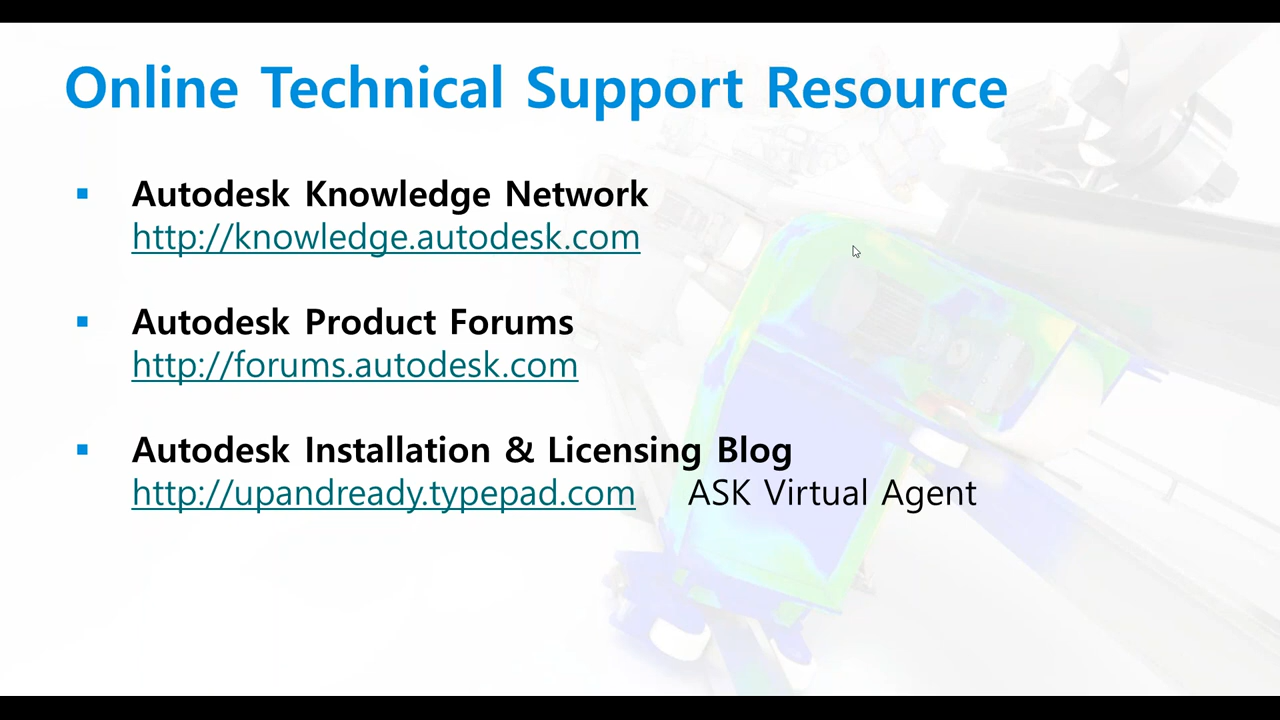 Online Technical Support Resource
Autodesk Knowledge Network
http://knowledge.autodesk.com
Autodesk Product Forums
http://forums.autodesk.com
Autodesk Installation & Licensing Blog
http://upandready.typepad.com ASK Virtual Agent